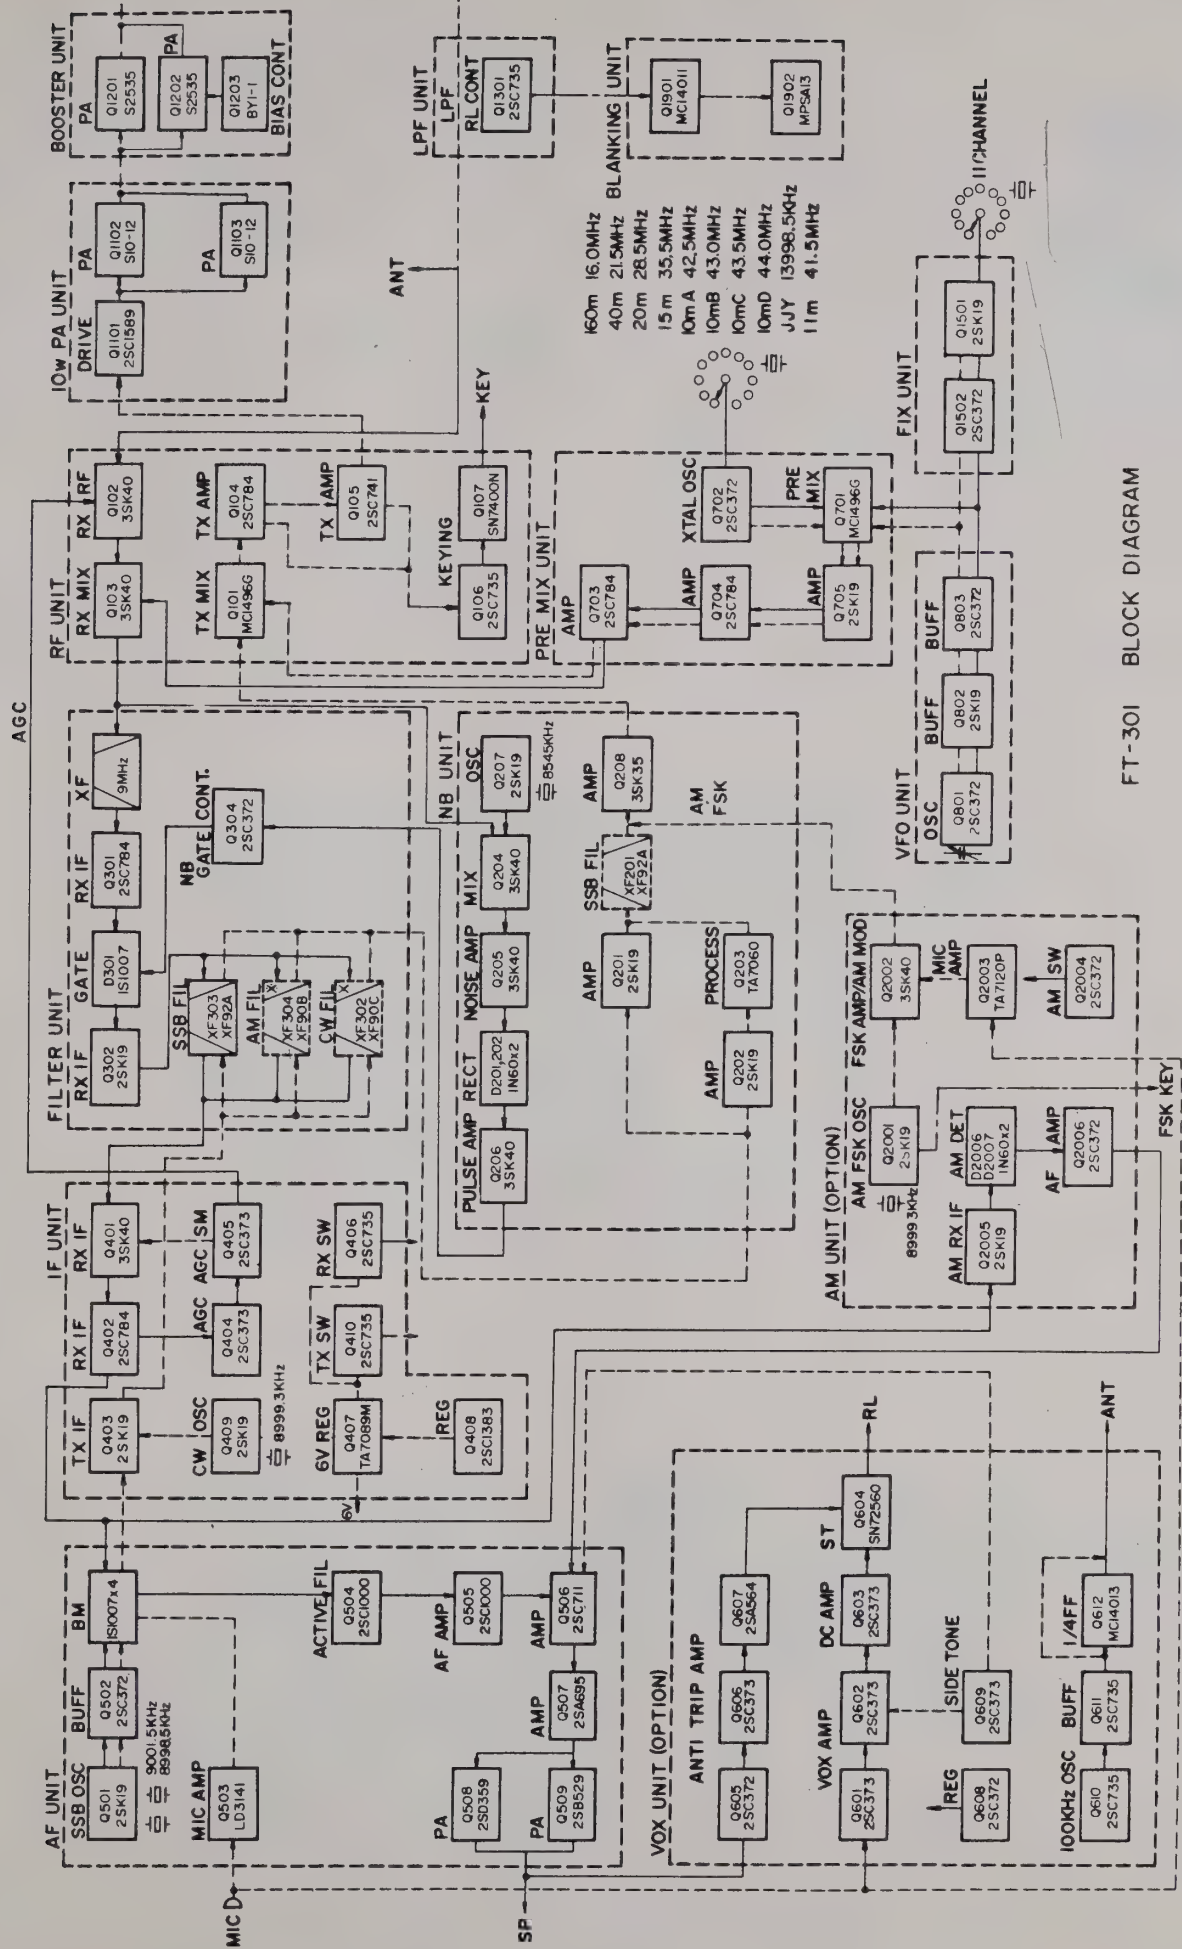 FT-301 BLOCK DIAGRAM
BOOSTER UNIT
PA
Q1201
S2535
PA
Q1202
S2535
Q1203
BY1-1
BIAS CONT
10W PA UNIT
DRIVE
Q1101
2SC1589
PA
Q1102
S10-12
PA
Q1103
S10-12
LPF UNIT
LPF
RL CONT
Q1301
2SC735
BLANKING UNIT
Q1901
MC14011
Q1902
MPSA13
ANT
160m 16.0MHz
40m 21.5MHz
20m 28.5MHz
15m 35.5MHz
10mA 42.5MHz
10mB 43.0MHz
10mC 43.5MHz
10mD 44.0MHz
JJY 13998.5KHz
11m 41.5MHz
11CHANNEL
AGC
RF UNIT
RX RF
Q102
3SK40
RX MIX
Q103
3SK40
TX MIX
Q101
MC1496G
TX AMP
Q104
2SC784
TX AMP
Q105
2SC741
KEYING
Q106
2SC735
Q107
SN7400N
KEY
PRE MIX UNIT
AMP
Q703
2SC784
AMP
Q704
2SC784
AMP
Q705
2SK19
XTAL OSC
Q702
2SC372
PRE MIX
Q701
MC1496G
FIX UNIT
Q1502
2SC372
Q1501
2SK19
VFO UNIT
OSC
Q801
2SC372
BUFF
Q802
2SK19
BUFF
Q803
2SC372
FILTER UNIT
XF
9MHz
RX IF
Q301
2SC784
GATE
D301
1S1007
RX IF
Q302
2SK19
NB GATE CONT.
Q304
2SC372
SSB FIL
XF303
XF92A
AM FIL
XF304
XF90B
CW FIL
XF302
XF90C
NB UNIT
OSC
Q207
2SK19
8545KHz
MIX
Q204
3SK40
NOISE AMP
Q205
3SK40
RECT
D201,202
1N60x2
PULSE AMP
Q206
3SK40
AMP
Q208
3SK35
SSB FIL
XF201
XF92A
AM
FSK
AMP
Q201
2SK19
PROCESS
Q203
TA7060
AMP
Q202
2SK19
IF UNIT
RX IF
Q401
3SK40
RX IF
Q402
2SC784
TX IF
Q403
2SK19
AGC
Q404
2SC373
AGC SM
Q405
2SC373
CW OSC
Q409
2SK19
8999.3KHz
RX SW
Q406
2SC735
TX SW
Q410
2SC735
6V REG
Q407
TA7089M
6V
REG
Q408
2SC1383
AM UNIT (OPTION)
AM FSK OSC
Q2001
2SK19
8999.3KHz
FSK AMP/AM MOD
Q2002
3SK40
MIC AMP
Q2003
TA7120P
AM SW
Q2004
2SC372
AM RX IF
Q2005
2SK19
AM DET
D2006
D2007
1N60x2
AF AMP
Q2006
2SC372
FSK KEY
AF UNIT
SSB OSC
Q501
2SK19
9001.5KHz
8998.5KHz
BUFF
Q502
2SC372
BM
1S1007x4
MIC AMP
Q503
LD3141
MIC
ACTIVE FIL
Q504
2SC1000
AF AMP
Q505
2SC1000
AMP
Q506
2SC711
AMP
Q507
2SA695
PA
Q508
2SD359
PA
Q509
2SB529
SP
VOX UNIT (OPTION)
ANTI TRIP AMP
Q605
2SC372
Q606
2SC373
Q607
2SA564
ST
Q604
SN72560
RL
VOX AMP
Q601
2SC373
Q602
2SC373
DC AMP
Q603
2SC373
REG
Q608
2SC372
SIDE TONE
Q609
2SC373
100KHz OSC
Q610
2SC735
BUFF
Q611
2SC735
1/4FF
Q612
MC14013
ANT